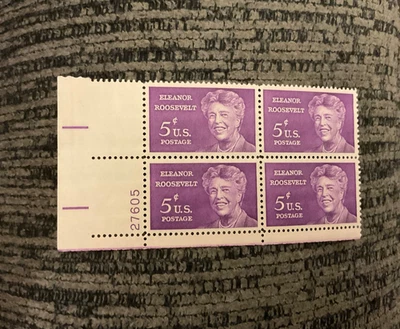 ELEANOR
ROOSEVELT
5¢ U.S.
POSTAGE
ELEANOR
ROOSEVELT
5¢ U.S.
POSTAGE
ELEANOR
ROOSEVELT
5¢ U.S.
POSTAGE
ELEANOR
ROOSEVELT
5¢ U.S.
POSTAGE
27605